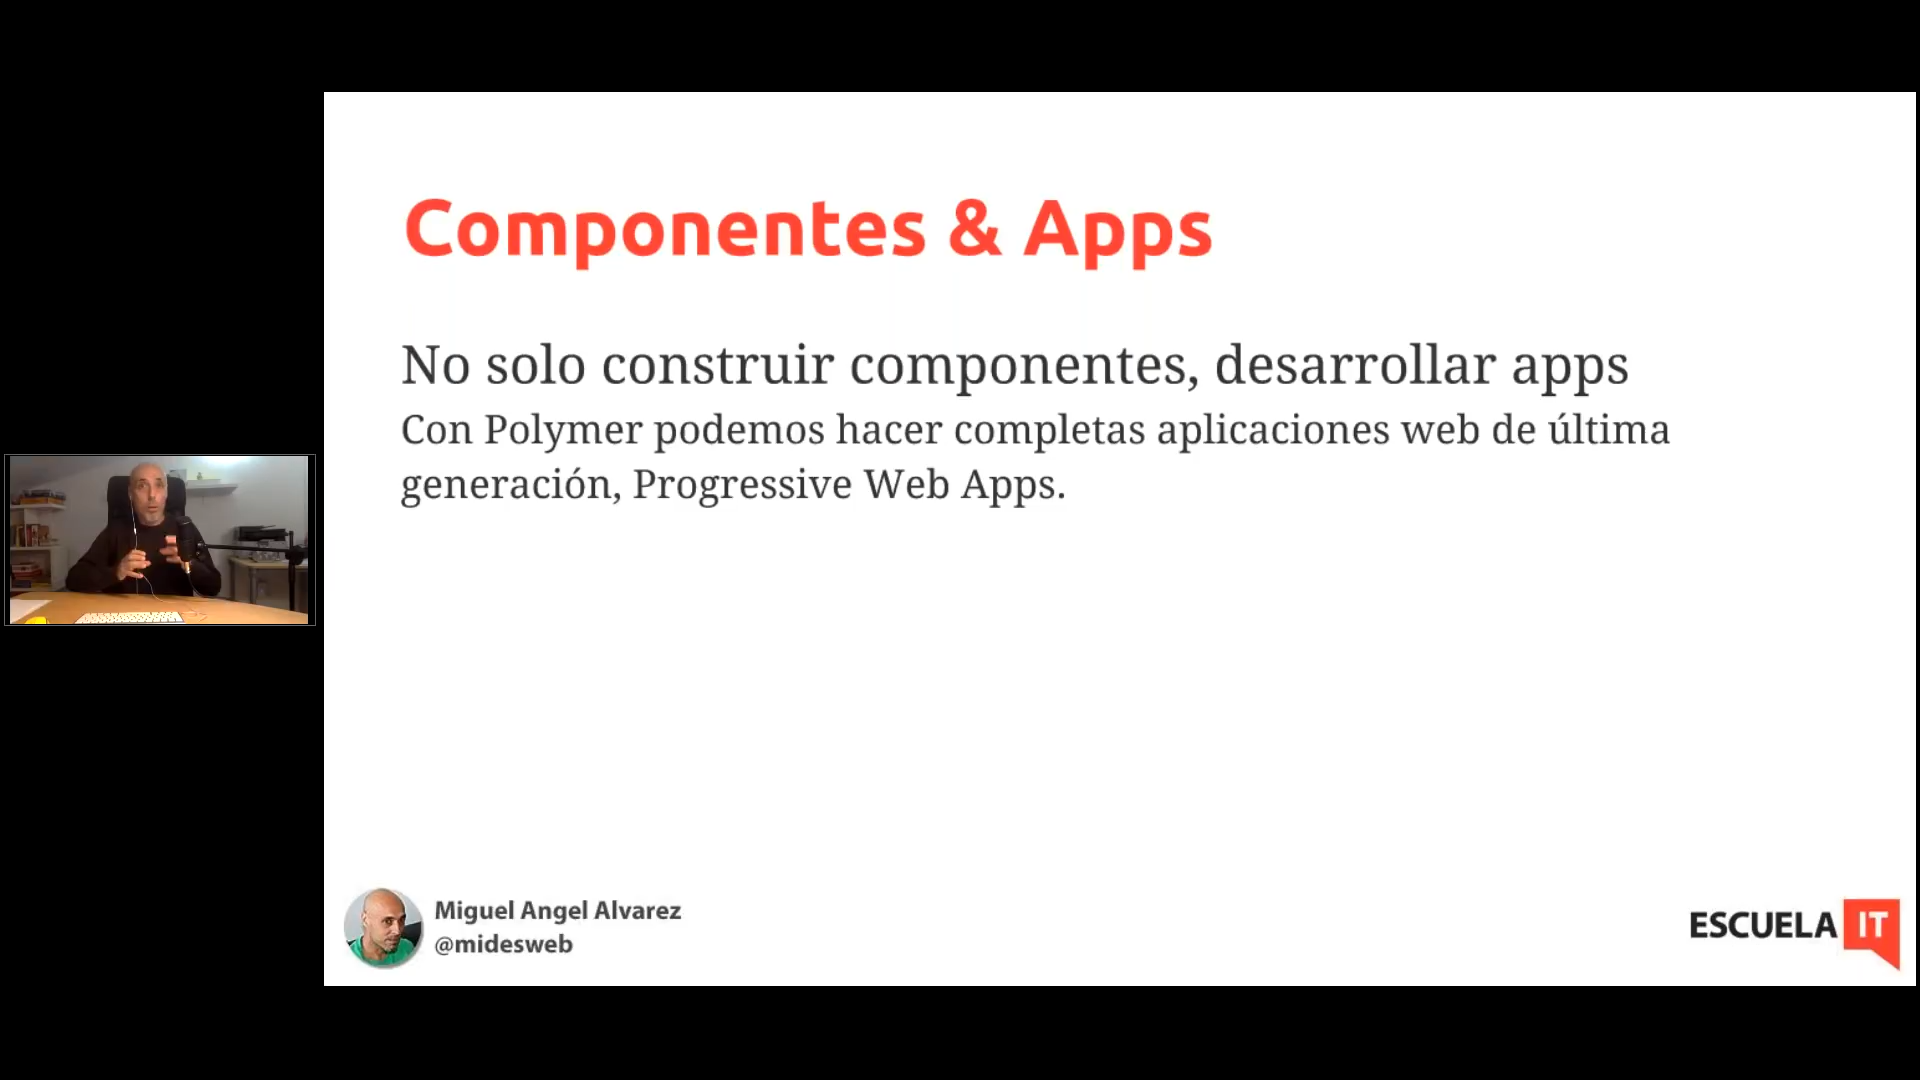 Componentes & Apps
No solo construir componentes, desarrollar apps
Con Polymer podemos hacer completas aplicaciones web de última
generación, Progressive Web Apps.
Miguel Angel Alvarez
@midesweb
ESCUELA IT